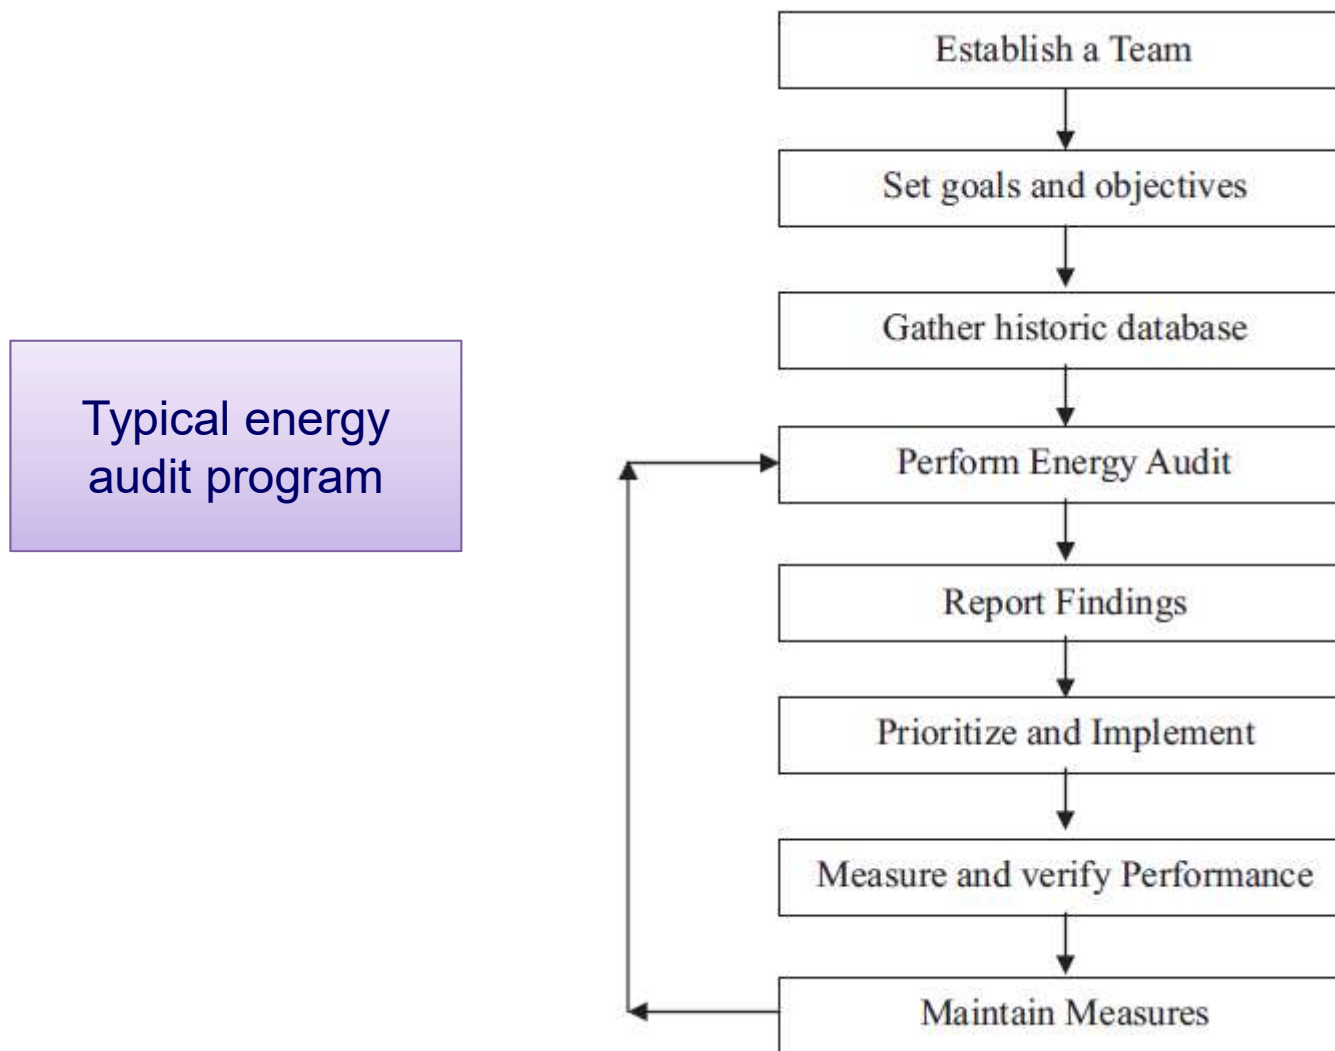 Establish a Team
Set goals and objectives
Gather historic database
Typical energy
audit program
Perform Energy Audit
Report Findings
Prioritize and Implement
Measure and verify Performance
Maintain Measures